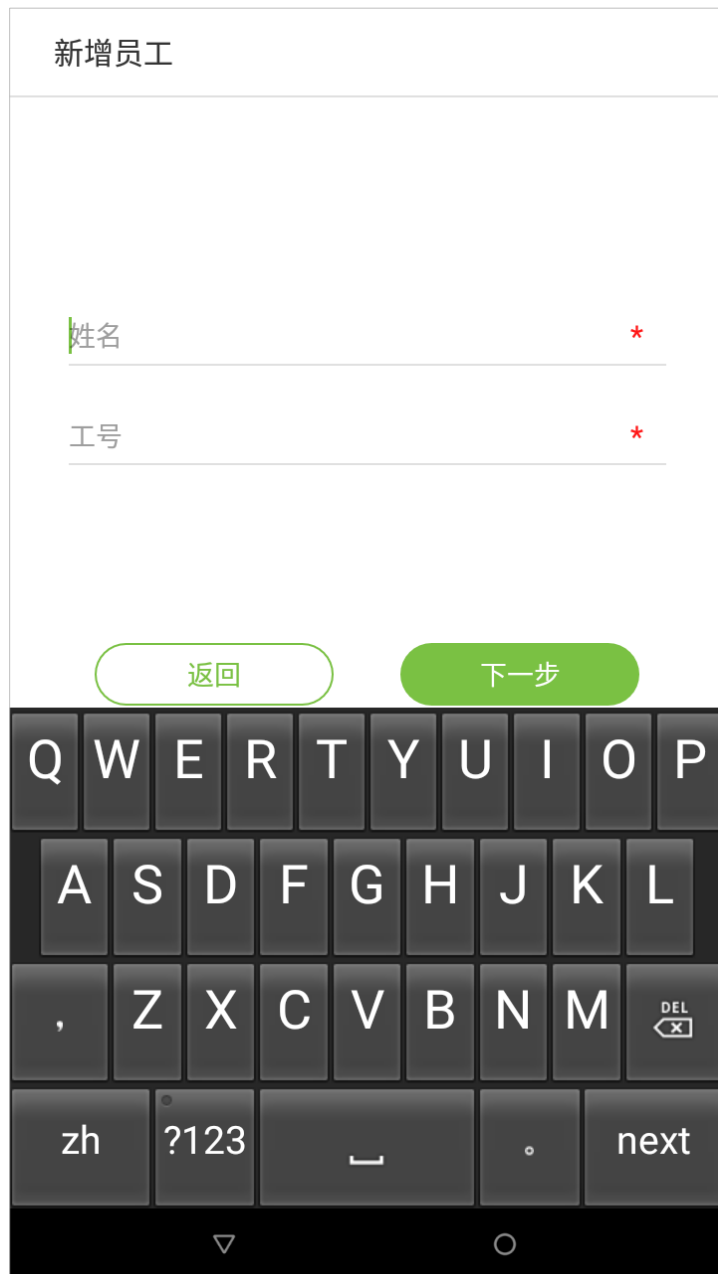 新增员工
姓名 *
工号 *
返回 下一步
Q W E R T Y U I O P
A S D F G H J K L
， Z X C V B N M DEL
zh ?123 。 next